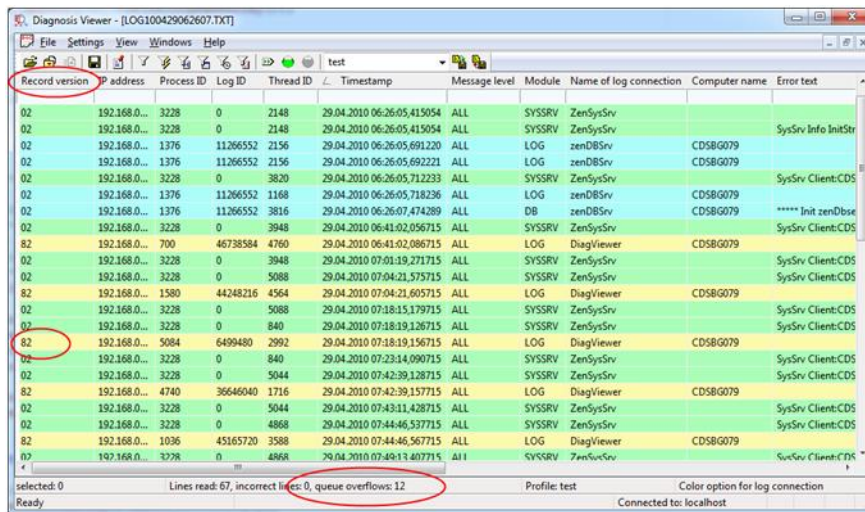 Diagnosis Viewer - [LOG100429062607.TXT]
File Settings View Windows Help
test
Record version IP address Process ID Log ID Thread ID Timestamp Message level Module Name of log connection Computer name Error text
02 192.168.0... 3228 0 2148 29.04.2010 06:26:05,415054 ALL SYSSRV ZenSysSrv
02 192.168.0... 3228 0 2148 29.04.2010 06:26:05,415054 ALL SYSSRV ZenSysSrv SysSrv Info InitStr
02 192.168.0... 1376 11266552 2156 29.04.2010 06:26:05,691220 ALL LOG zenDBSrv CDSBG079
02 192.168.0... 1376 11266552 2156 29.04.2010 06:26:05,692221 ALL LOG zenDBSrv CDSBG079
02 192.168.0... 3228 0 3820 29.04.2010 06:26:05,712233 ALL SYSSRV ZenSysSrv SysSrv Client:CDS
02 192.168.0... 1376 11266552 1168 29.04.2010 06:26:05,718236 ALL LOG zenDBSrv CDSBG079
02 192.168.0... 1376 11266552 3816 29.04.2010 06:26:07,474289 ALL DB zenDBSrv CDSBG079 ***** Init zenDbse
02 192.168.0... 3228 0 3948 29.04.2010 06:41:02,056715 ALL SYSSRV ZenSysSrv SysSrv Client:CDS
82 192.168.0... 700 46738584 4760 29.04.2010 06:41:02,086715 ALL LOG DiagViewer CDSBG079
02 192.168.0... 3228 0 3948 29.04.2010 07:01:19,271715 ALL SYSSRV ZenSysSrv SysSrv Client:CDS
02 192.168.0... 3228 0 5088 29.04.2010 07:04:21,575715 ALL SYSSRV ZenSysSrv SysSrv Client:CDS
82 192.168.0... 1580 44248216 4564 29.04.2010 07:04:21,605715 ALL LOG DiagViewer CDSBG079
02 192.168.0... 3228 0 5088 29.04.2010 07:18:15,179715 ALL SYSSRV ZenSysSrv SysSrv Client:CDS
02 192.168.0... 3228 0 840 29.04.2010 07:18:19,126715 ALL SYSSRV ZenSysSrv SysSrv Client:CDS
82 192.168.0... 5084 6499480 2992 29.04.2010 07:18:19,156715 ALL LOG DiagViewer CDSBG079
02 192.168.0... 3228 0 840 29.04.2010 07:23:14,090715 ALL SYSSRV ZenSysSrv SysSrv Client:CDS
02 192.168.0... 3228 0 5044 29.04.2010 07:42:39,128715 ALL SYSSRV ZenSysSrv SysSrv Client:CDS
82 192.168.0... 4740 36646040 1716 29.04.2010 07:42:39,157715 ALL LOG DiagViewer CDSBG079
02 192.168.0... 3228 0 5044 29.04.2010 07:43:11,428715 ALL SYSSRV ZenSysSrv SysSrv Client:CDS
02 192.168.0... 3228 0 4868 29.04.2010 07:44:46,537715 ALL SYSSRV ZenSysSrv SysSrv Client:CDS
82 192.168.0... 1036 45165720 3588 29.04.2010 07:44:46,567715 ALL LOG DiagViewer CDSBG079
02 192.168.0... 3228 0 4868 29.04.2010 07:49:13,407715 ALL SYSSRV ZenSysSrv SysSrv Client:CDS
selected: 0 Lines read: 67, incorrect lines: 0, queue overflows: 12 Profile: test Color option for log connection
Ready Connected to: localhost